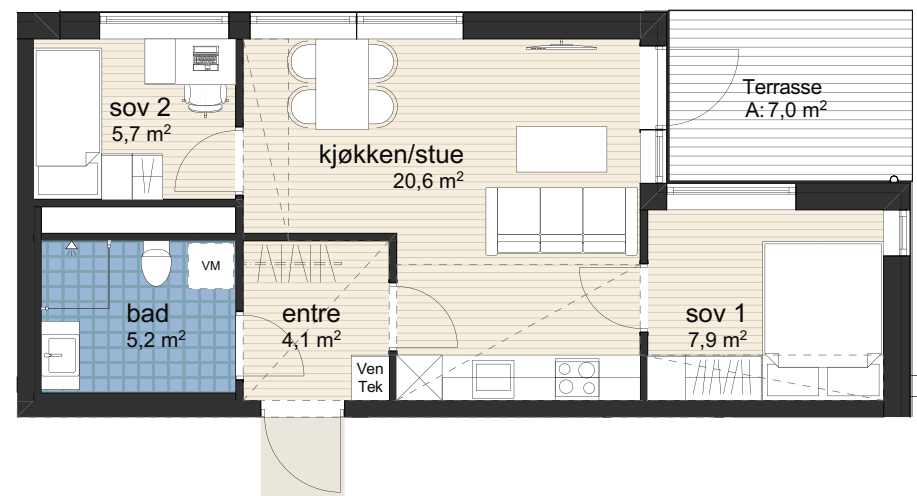 Terrasse
A: 7,0 m²
sov 2
5,7 m²
kjøkken/stue
20,6 m²
VM
bad
5,2 m²
entre
4,1 m²
sov 1
7,9 m²
Ven
Tek